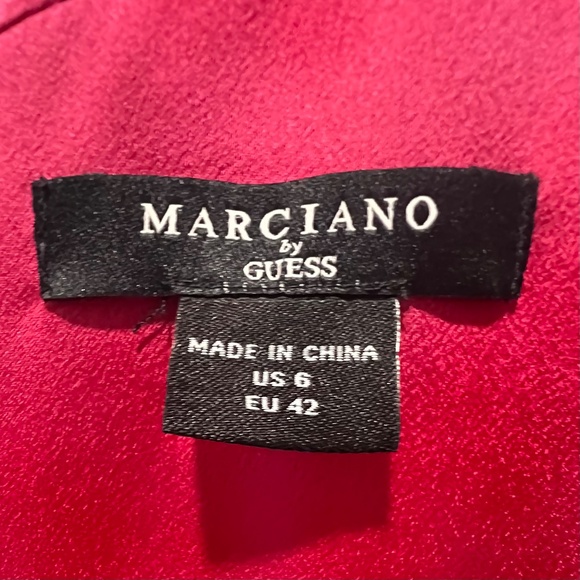 MARCIANO
by
GUESS
MADE IN CHINA
US 6
EU 42